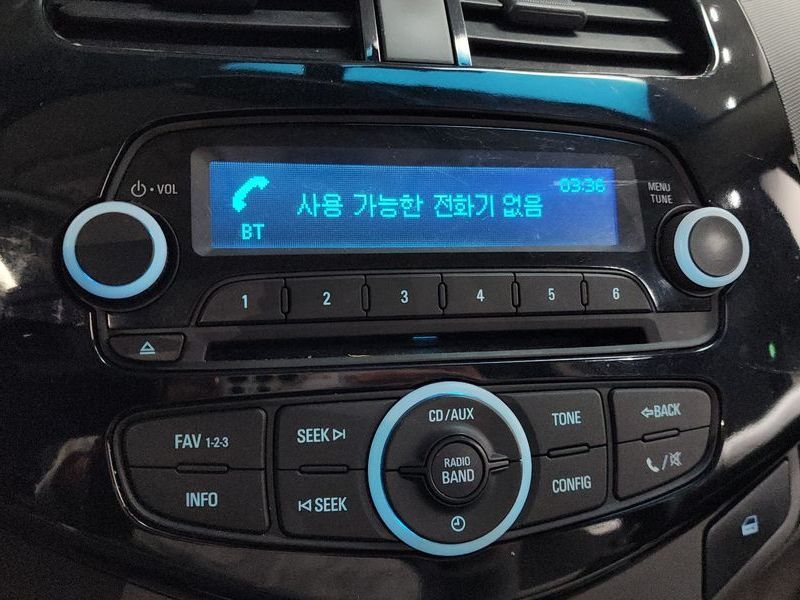 VOL
03:36
사용 가능한 전화기 없음
BT
MENU
TUNE
1
2
3
4
5
6
FAV 1-2-3
SEEK
CD/AUX
TONE
BACK
RADIO
BAND
INFO
SEEK
CONFIG